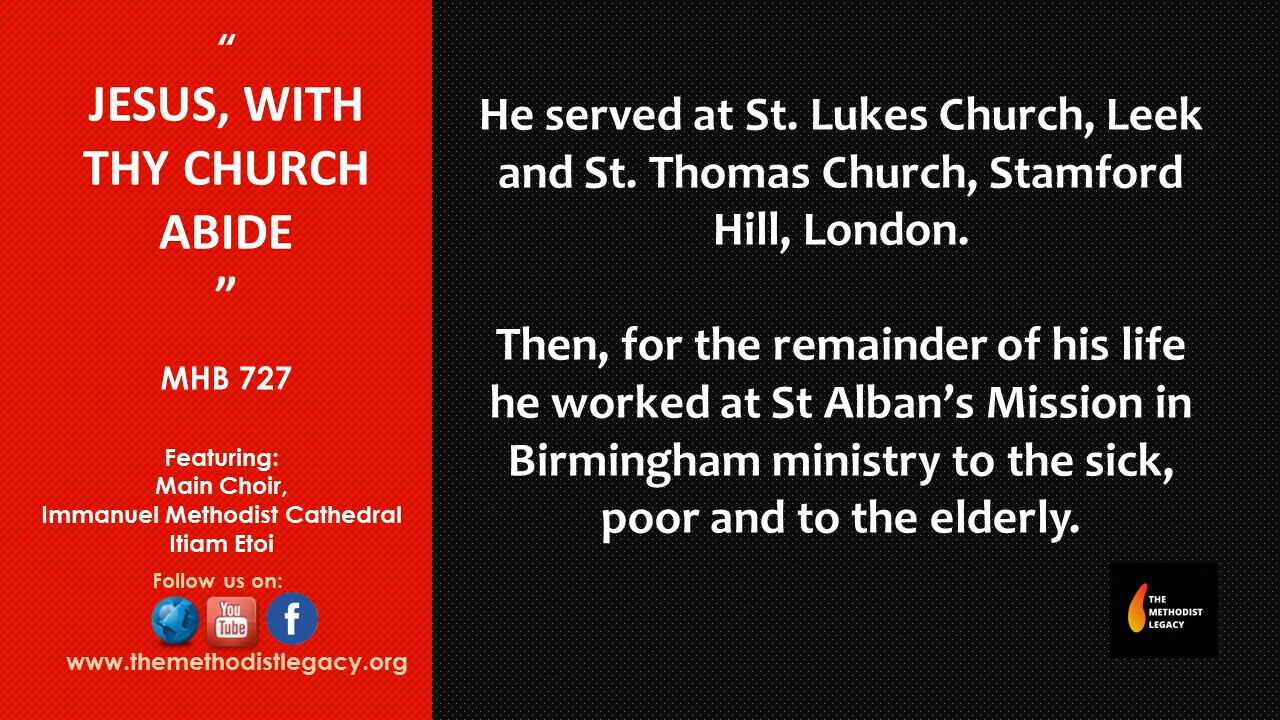 “
JESUS, WITH
THY CHURCH
ABIDE
”
MHB 727
Featuring:
Main Choir,
Immanuel Methodist Cathedral
Itiam Etoi
Follow us on:
You
Tube
f
www.themethodistlegacy.org
He served at St. Lukes Church, Leek
and St. Thomas Church, Stamford
Hill, London.
Then, for the remainder of his life
he worked at St Alban’s Mission in
Birmingham ministry to the sick,
poor and to the elderly.
THE
METHODIST
LEGACY